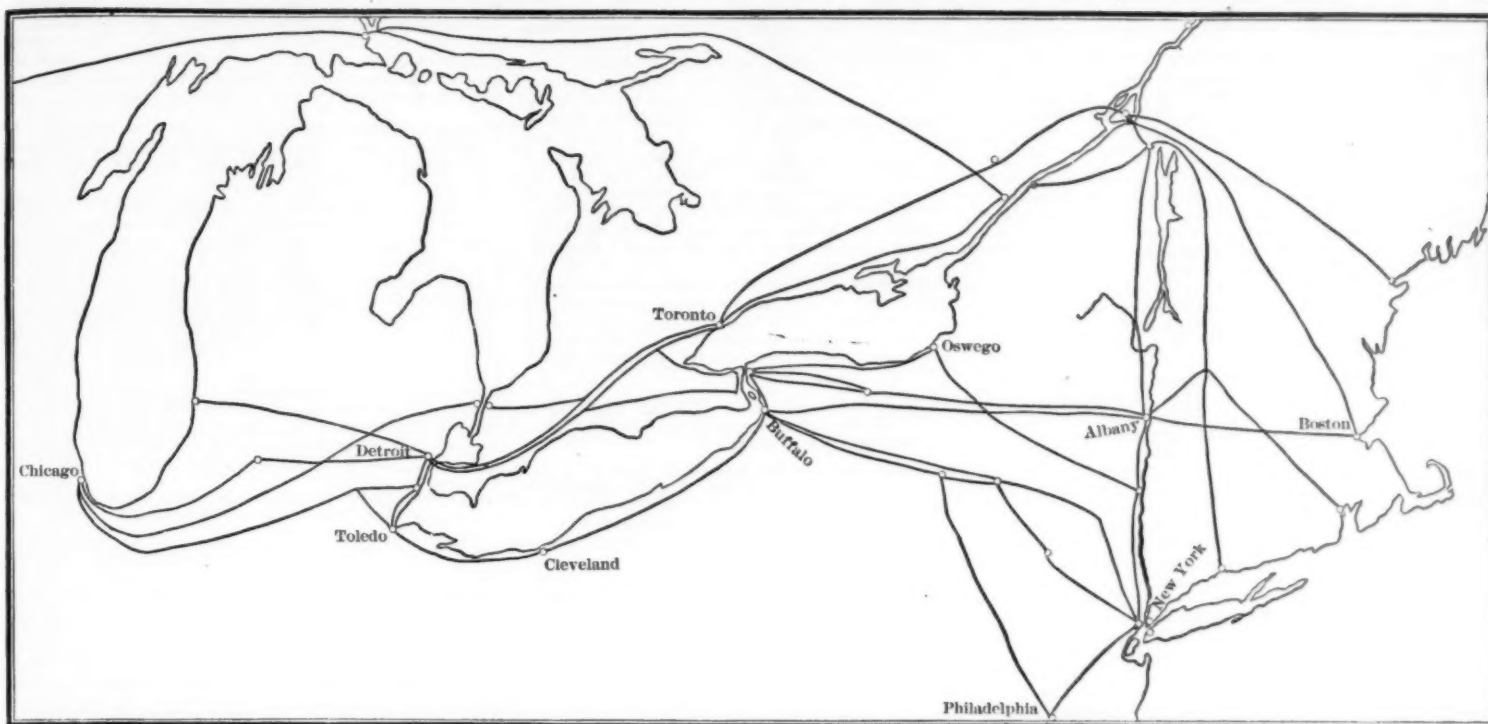 Toronto
Oswego
Albany
Boston
Buffalo
Detroit
Chicago
Toledo
Cleveland
New York
Philadelphia